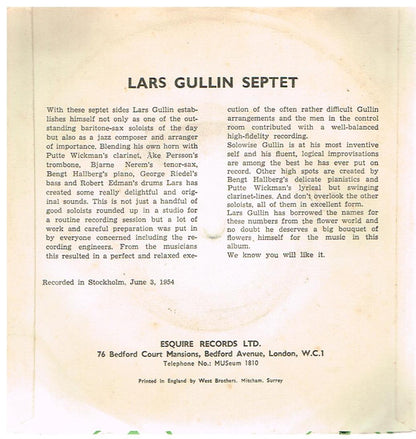 LARS GULLIN SEPTET
With these septet sides Lars Gullin estab-
lishes himself not only as one of the out-
standing baritone-sax soloists of the day
but also as a jazz composer and arranger
of importance. Blending his own horn with
Putte Wickman's clarinet, Åke Persson's
trombone, Bjarne Nerem's tenor-sax,
Bengt Hallberg's piano, George Riedel's
bass and Robert Edman's drums Lars has
created some really delightful and origi-
nal sounds. This is not just a handful of
good soloists rounded up in a studio for
a routine recording session but a lot of
work and careful preparation was put in
by everyone concerned including the re-
cording engineers. From the musicians
this resulted in a perfect and relaxed exe-
cution of the often rather difficult Gullin
arrangements and the men in the control
room contributed with a well-balanced
high-fidelity recording.
Solowise Gullin is at his most inventive
self and his fluent, logical improvisations
are among the best he has ever put on
record. Other high spots are created by
Bengt Hallberg's delicate pianistics and
Putte Wickman's lyrical but swinging
clarinet-lines. And don't overlook the other
soloists, all of them in excellent form.
Lars Gullin has borrowed the names for
these numbers from the flower world and
no doubt he deserves a big bouquet of
flowers himself for the music in this
album.
We know you will like it.
Recorded in Stockholm, June 3, 1954
ESQUIRE RECORDS LTD.
76 Bedford Court Mansions, Bedford Avenue, London, W.C.1
Telephone No.: MUSeum 1810
Printed in England by West Brothers, Mitcham, Surrey